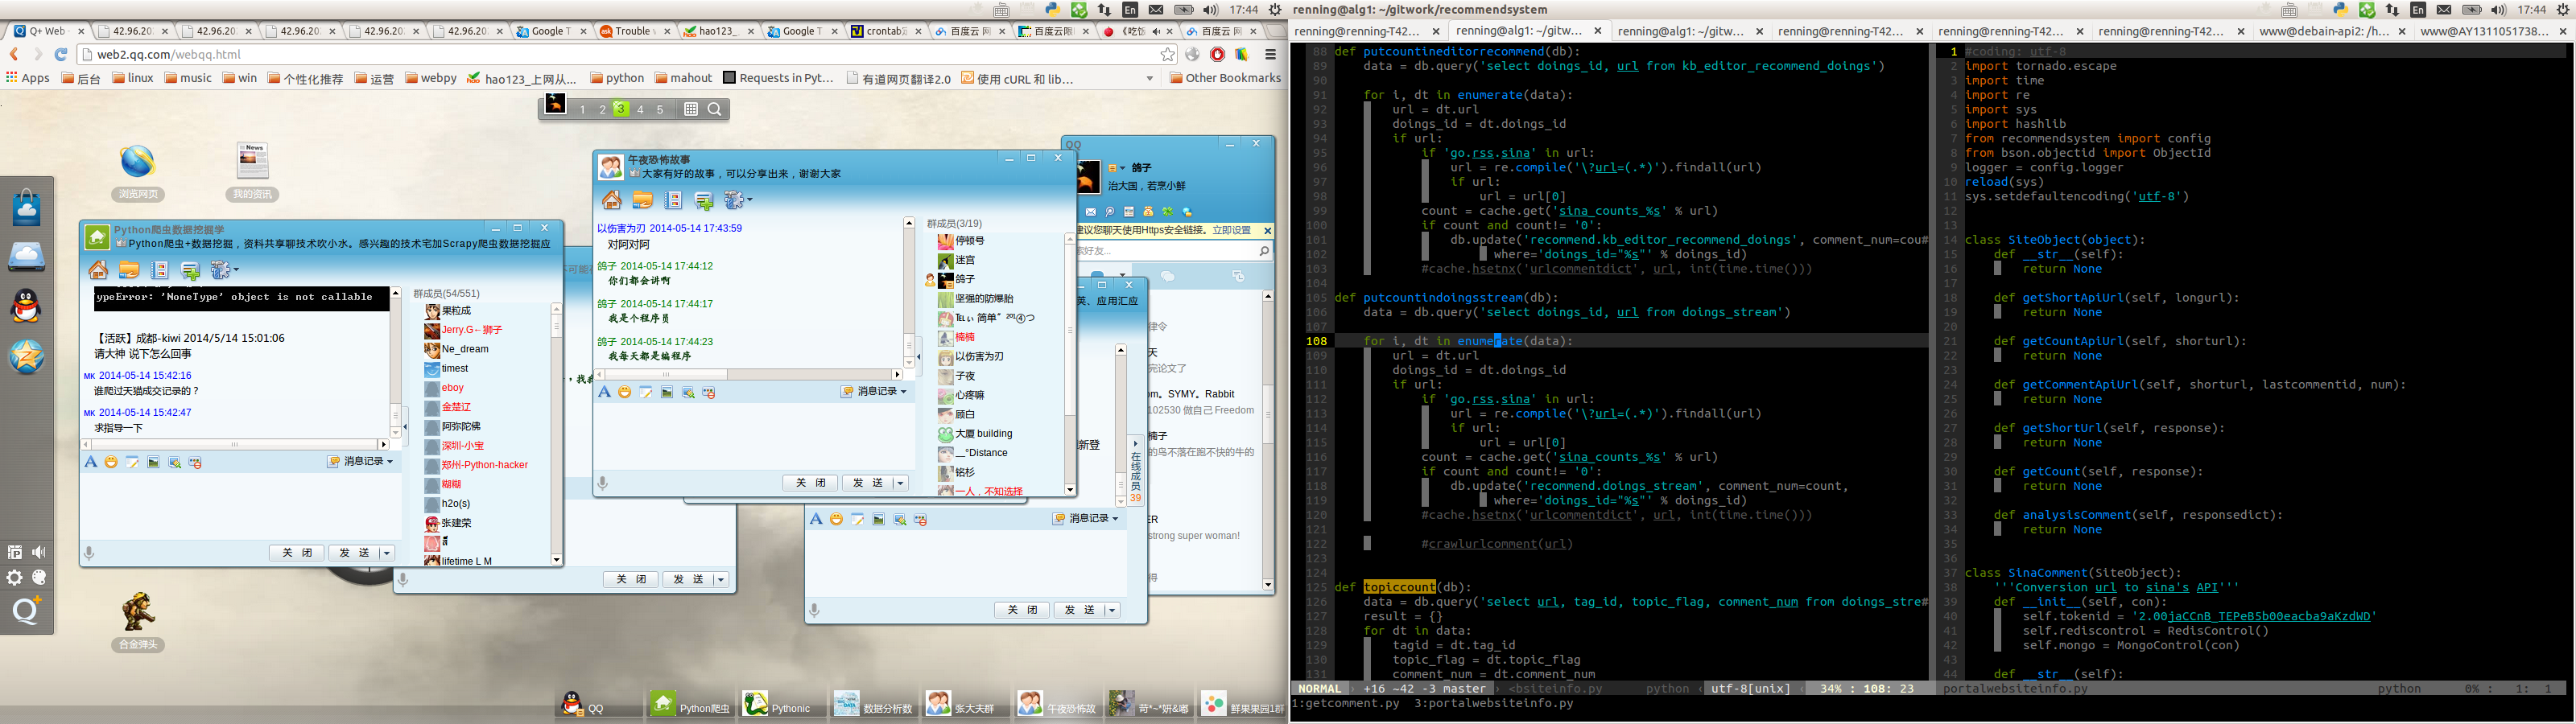 17:44
Q+ Web
42.96.20
42.96.20
42.96.20
42.96.20
42.96.20
Google T
Trouble
hao123_
Google T
crontab
百度云 网
百度云
《吃饭
百度云 网
web2.qq.com/webqq.html
Apps
后台
linux
music
win
个性化推荐
运营
webpy
hao123_上网从...
python
mahout
Requests in Pyt...
有道网页翻译2.0
使用 cURL 和 lib...
Other Bookmarks
1 2 3 4 5
浏览网页
我的资讯
合金弹头
Python爬虫数据挖掘学
Python爬虫+数据挖掘，资料共享聊技术吹小水。感兴趣的技术宅加Scrapy爬虫数据挖掘应
ypeError: 'NoneType' object is not callable
【活跃】成都-kiwi 2014/5/14 15:01:06
请大神 说下怎么回事
мк 2014-05-14 15:42:16
谁爬过天猫成交记录的？
мк 2014-05-14 15:42:47
求指导一下
消息记录
关 闭
发 送
群成员(54/551)
果粒成
Jerry.G←狮子
Ne_dream
timest
eboy
金楚辽
阿弥陀佛
深圳-小宝
郑州-Python-hacker
糊糊
h2o(s)
张建荣
lifetime L M
关 闭
发 送
午夜恐怖故事
大家有好的故事，可以分享出来，谢谢大家
以伤害为刃 2014-05-14 17:43:59
对阿对阿
鸽子 2014-05-14 17:44:12
你们都会讲啊
鸽子 2014-05-14 17:44:17
我是个程序员
鸽子 2014-05-14 17:44:23
我每天都是编程序
消息记录
关 闭
发 送
群成员(3/19)
停顿号
迷宫
鸽子
坚强的防爆胎
楠楠
以伤害为刃
子夜
心疼嘛
顾白
大厦 building
__°Distance
铭杉
一人，不知选择
QQ
鸽子
治大国，若烹小鲜
建议您聊天使用Https安全链接。立即设置
索好友...
英、应用汇应
律令
天
完论文了
om。SYMY。Rabbit
102530 做自己 Freedom
楠子
的鸟不落在跑不快的牛的
新登
在线成员
39
ER
strong super woman!
得
消息记录
关 闭
发 送
QQ
Python爬虫
Pythonic
数据分析数
张大夫群
午夜恐怖故
苛*~*妍&嘟
鲜果果园1群
renning@alg1: ~/gitwork/recommendsystem
17:44
renning@renning-T42...
renning@alg1: ~/gitw...
renning@alg1: ~/gitw...
renning@renning-T42...
renning@renning-T42...
renning@renning-T42...
www@debain-api2: /h...
www@AY1311051738...
88 def putcountineditorrecommend(db):
89 data = db.query('select doings_id, url from kb_editor_recommend_doings')
90
91 for i, dt in enumerate(data):
92 url = dt.url
93 doings_id = dt.doings_id
94 if url:
95 if 'go.rss.sina' in url:
96 url = re.compile('\?url=(.*)').findall(url)
97 if url:
98 url = url[0]
99 count = cache.get('sina_counts_%s' % url)
100 if count and count != '0':
101 db.update('recommend.kb_editor_recommend_doings', comment_num=cou#
102 where='doings_id="%s"' % doings_id)
103 #cache.hsetnx('urlcommentdict', url, int(time.time()))
104
105 def putcountindoingsstream(db):
106 data = db.query('select doings_id, url from doings_stream')
107
108 for i, dt in enumerate(data):
109 url = dt.url
110 doings_id = dt.doings_id
111 if url:
112 if 'go.rss.sina' in url:
113 url = re.compile('\?url=(.*)').findall(url)
114 if url:
115 url = url[0]
116 count = cache.get('sina_counts_%s' % url)
117 if count and count != '0':
118 db.update('recommend.doings_stream', comment_num=count,
119 where='doings_id="%s"' % doings_id)
120 #cache.hsetnx('urlcommentdict', url, int(time.time()))
121
122 #crawlurlcomment(url)
123
124
125 def topiccount(db):
126 data = db.query('select url, tag_id, topic_flag, comment_num from doings_stre#
127 result = {}
128 for dt in data:
129 tagid = dt.tag_id
130 topic_flag = dt.topic_flag
131 comment_num = dt.comment_num
NORMAL +16 ~42 -3 master <bsiteinfo.py python utf-8[unix] 34% : 108: 23
1:getcomment.py 3:portalwebsiteinfo.py
1 #coding: utf-8
2 import tornado.escape
3 import time
4 import re
5 import sys
6 import hashlib
7 from recommendsystem import config
8 from bson.objectid import ObjectId
9 logger = config.logger
10 reload(sys)
11 sys.setdefaultencoding('utf-8')
12
13
14 class SiteObject(object):
15 def __str__(self):
16 return None
17
18 def getShortApiUrl(self, longurl):
19 return None
20
21 def getCountApiUrl(self, shorturl):
22 return None
23
24 def getCommentApiUrl(self, shorturl, lastcommentid, num):
25 return None
26
27 def getShortUrl(self, response):
28 return None
29
30 def getCount(self, response):
31 return None
32
33 def analysisComment(self, responsedict):
34 return None
35
36
37 class SinaComment(SiteObject):
38 '''Conversion url to sina's API'''
39 def __init__(self, con):
40 self.tokenid = '2.00jaCCnB_TEPeB5b00eacba9aKzdWD'
41 self.rediscontrol = RedisControl()
42 self.mongo = MongoControl(con)
43
44 def __str__(self):
portalwebsiteinfo.py python 0% : 1: 1